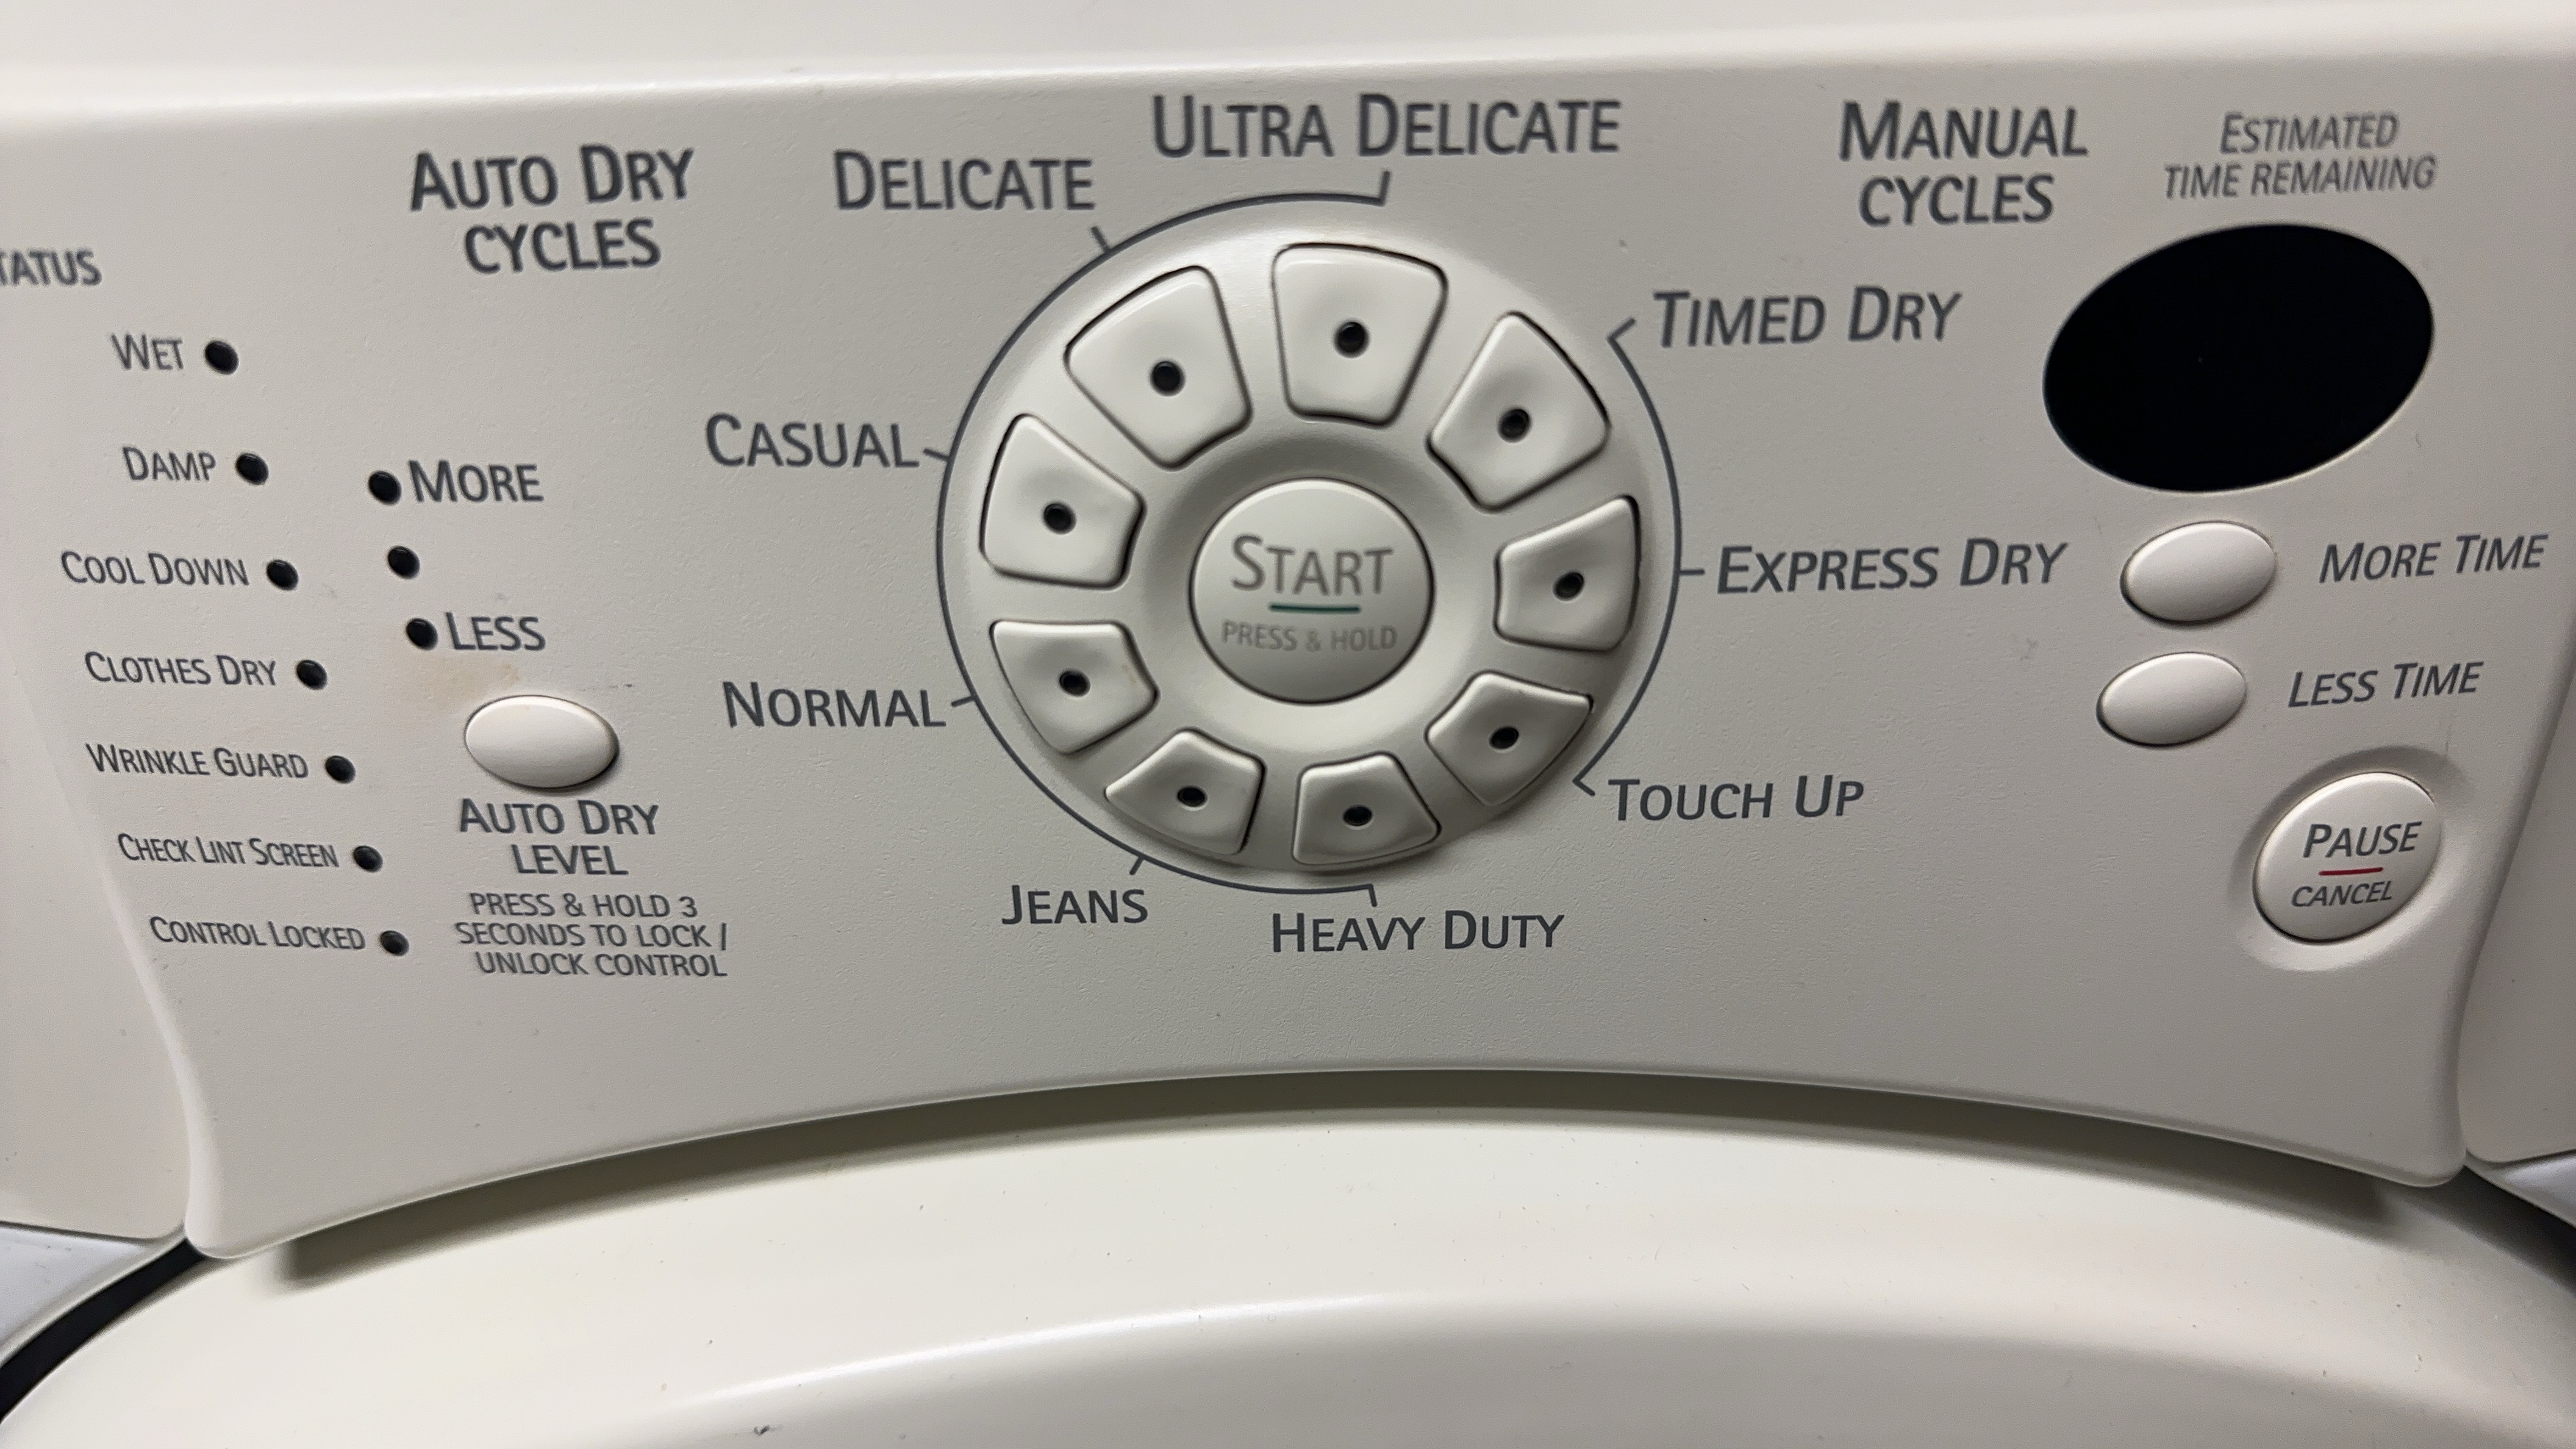 AUTO DRY
CYCLES
DELICATE
ULTRA DELICATE
MANUAL
CYCLES
ESTIMATED
TIME REMAINING
WET
DAMP
COOL DOWN
CLOTHES DRY
WRINKLE GUARD
CHECK LINT SCREEN
CONTROL LOCKED
MORE
LESS
AUTO DRY
LEVEL
PRESS & HOLD 3
SECONDS TO LOCK /
UNLOCK CONTROL
CASUAL
NORMAL
JEANS
HEAVY DUTY
START
PRESS & HOLD
TIMED DRY
EXPRESS DRY
TOUCH UP
MORE TIME
LESS TIME
PAUSE
CANCEL